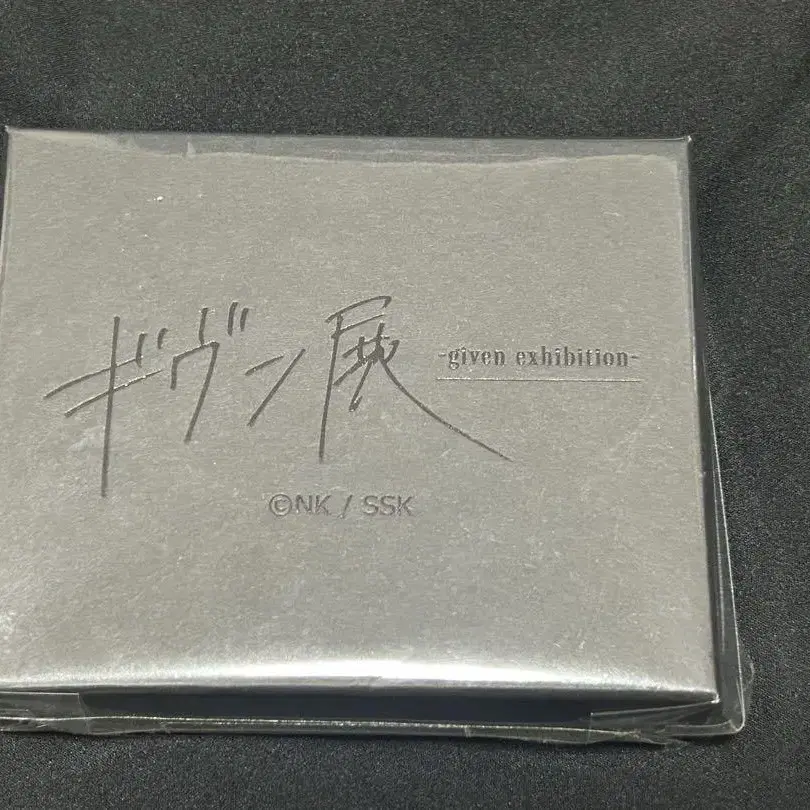 ギヴン展 -given exhibition-
©NK / SSK